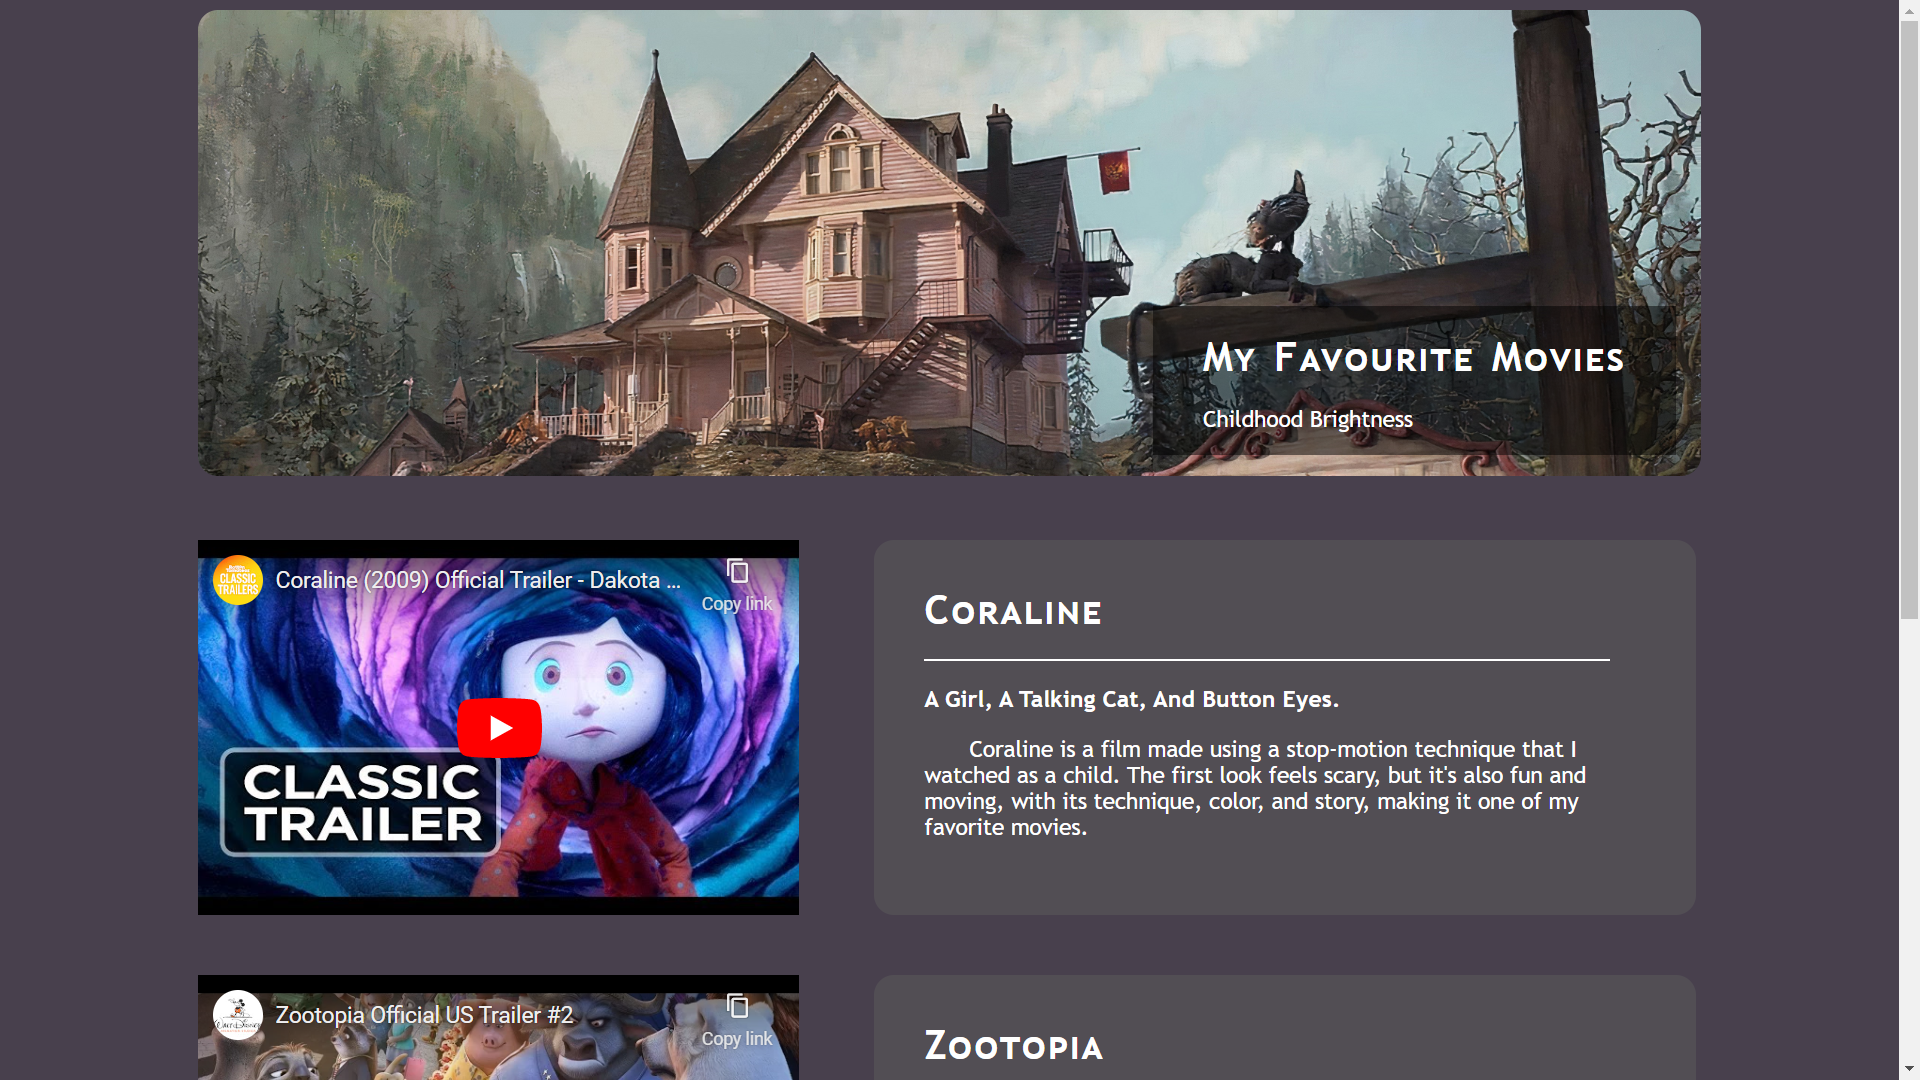 My Favourite Movies
Childhood Brightness
CLASSIC
TRAILERS
Coraline (2009) Official Trailer - Dakota ...
Copy link
CLASSIC
TRAILER
Coraline
A Girl, A Talking Cat, And Button Eyes.
Coraline is a film made using a stop-motion technique that I
watched as a child. The first look feels scary, but it's also fun and
moving, with its technique, color, and story, making it one of my
favorite movies.
Zootopia Official US Trailer #2
Copy link
Zootopia